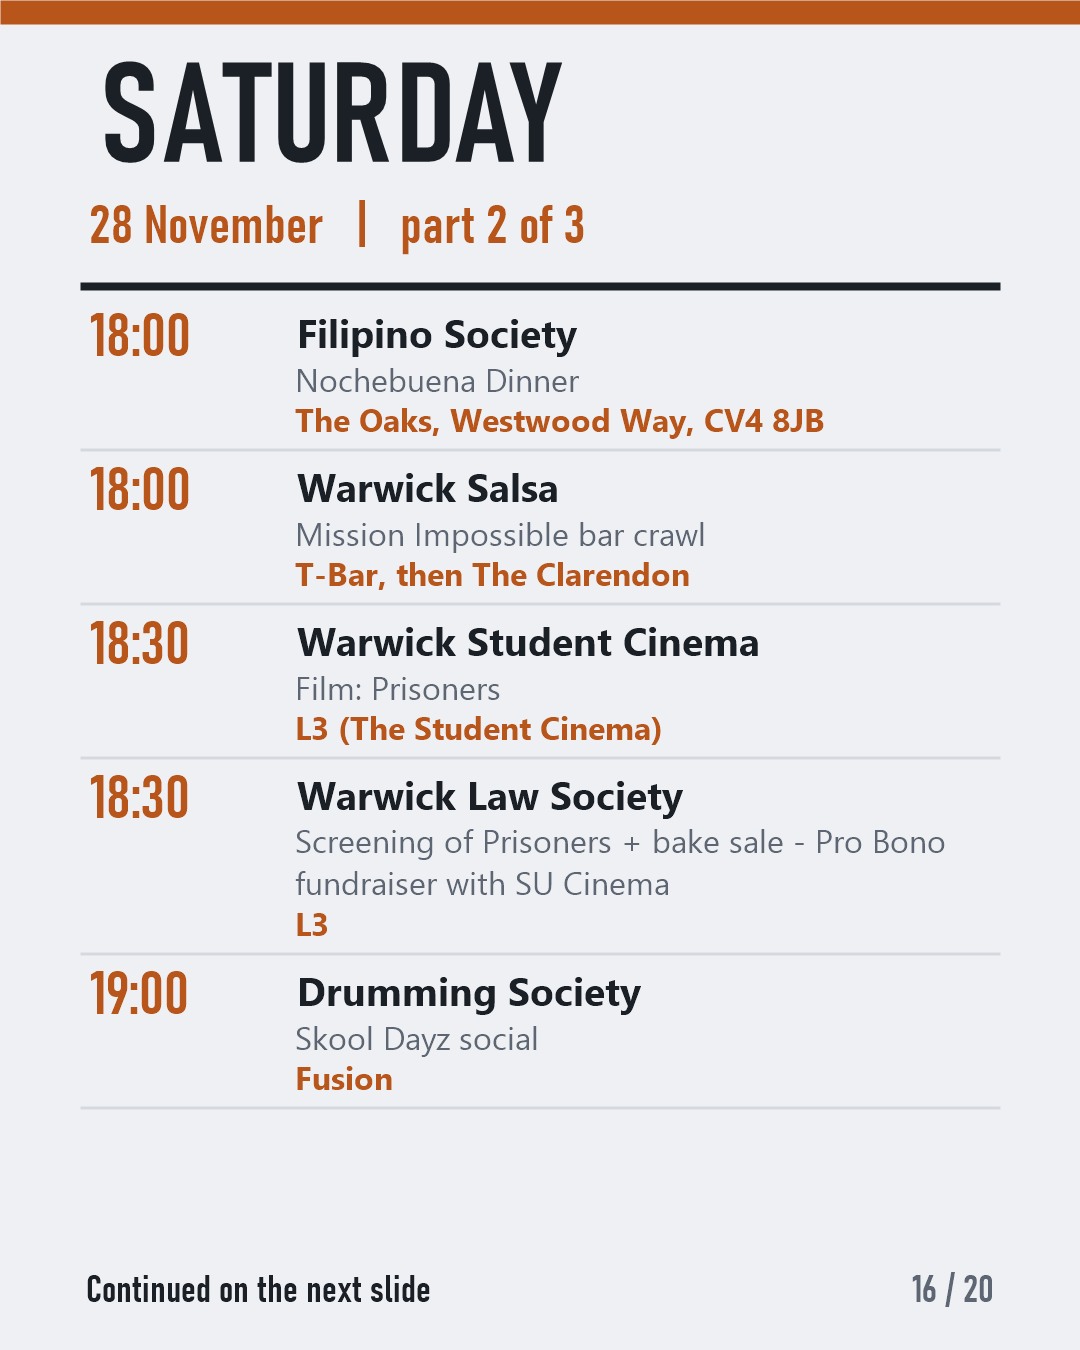 SATURDAY
28 November | part 2 of 3
18:00 Filipino Society
Nochebuena Dinner
The Oaks, Westwood Way, CV4 8JB
18:00 Warwick Salsa
Mission Impossible bar crawl
T-Bar, then The Clarendon
18:30 Warwick Student Cinema
Film: Prisoners
L3 (The Student Cinema)
18:30 Warwick Law Society
Screening of Prisoners + bake sale - Pro Bono
fundraiser with SU Cinema
L3
19:00 Drumming Society
Skool Dayz social
Fusion
Continued on the next slide 16 / 20